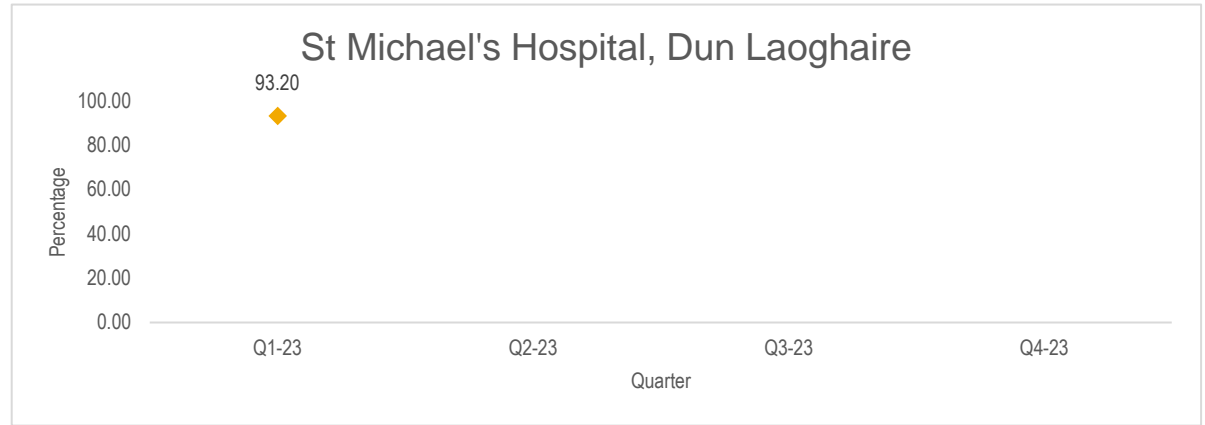 St Michael's Hospital, Dun Laoghaire
93.20
100.00
80.00
60.00
40.00
20.00
0.00
Percentage
Q1-23 Q2-23 Q3-23 Q4-23
Quarter